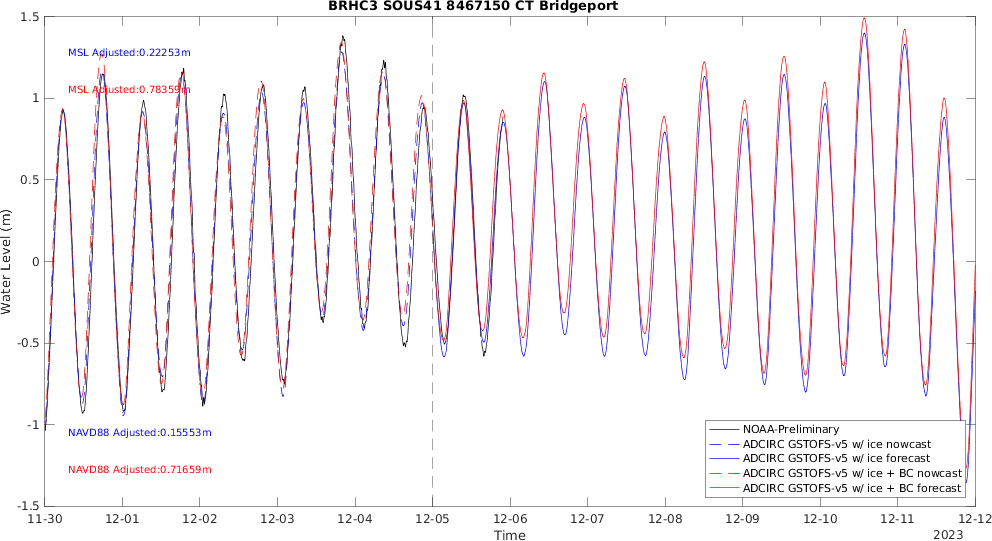 BRHC3 SOUS41 8467150 CT Bridgeport
1.5
1
0.5
0
-0.5
-1
-1.5
Water Level (m)
MSL Adjusted:0.22253m
MSL Adjusted:0.78359m
NAVD88 Adjusted:0.15553m
NAVD88 Adjusted:0.71659m
NOAA-Preliminary
ADCIRC GSTOFS-v5 w/ ice nowcast
ADCIRC GSTOFS-v5 w/ ice forecast
ADCIRC GSTOFS-v5 w/ ice + BC nowcast
ADCIRC GSTOFS-v5 w/ ice + BC forecast
11-30 12-01 12-02 12-03 12-04 12-05 12-06 12-07 12-08 12-09 12-10 12-11 12-12
Time
2023